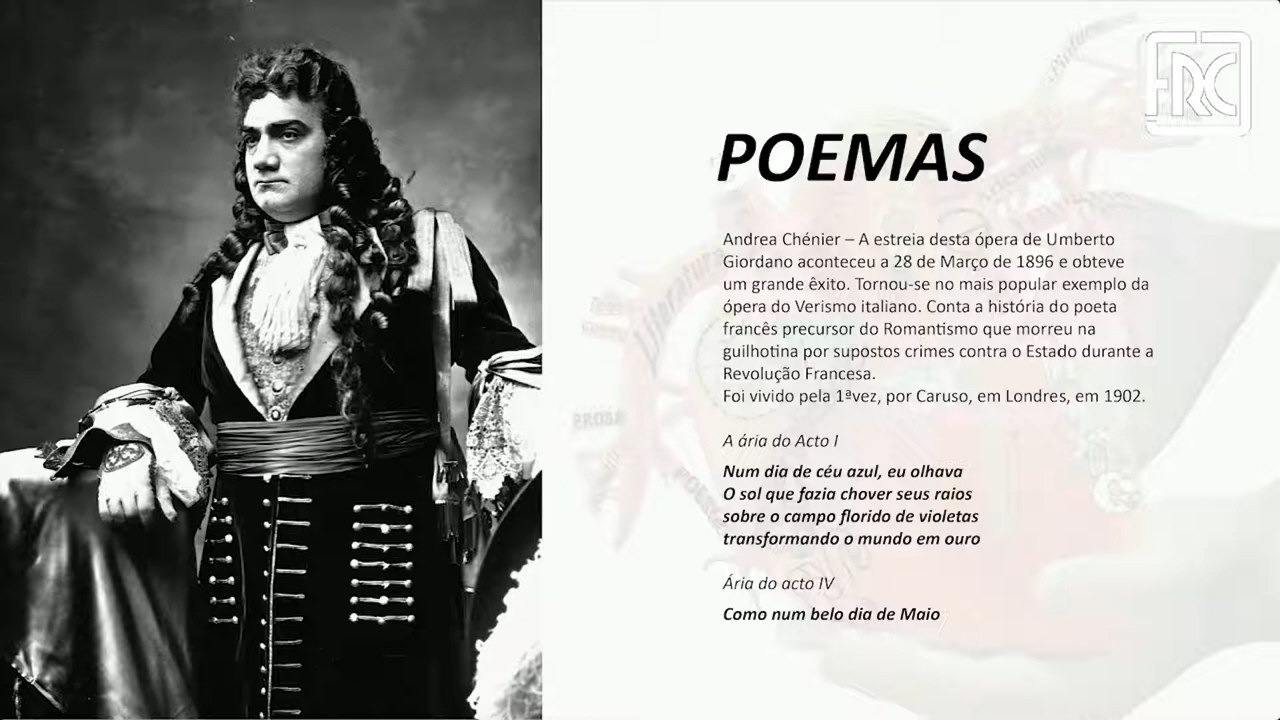 FRC
POEMAS
Andrea Chénier – A estreia desta ópera de Umberto
Giordano aconteceu a 28 de Março de 1896 e obteve
um grande êxito. Tornou-se no mais popular exemplo da
ópera do Verismo italiano. Conta a história do poeta
francês precursor do Romantismo que morreu na
guilhotina por supostos crimes contra o Estado durante a
Revolução Francesa.
Foi vivido pela 1ªvez, por Caruso, em Londres, em 1902.
A ária do Acto I
Num dia de céu azul, eu olhava
O sol que fazia chover seus raios
sobre o campo florido de violetas
transformando o mundo em ouro
Ária do acto IV
Como num belo dia de Maio
PROSA